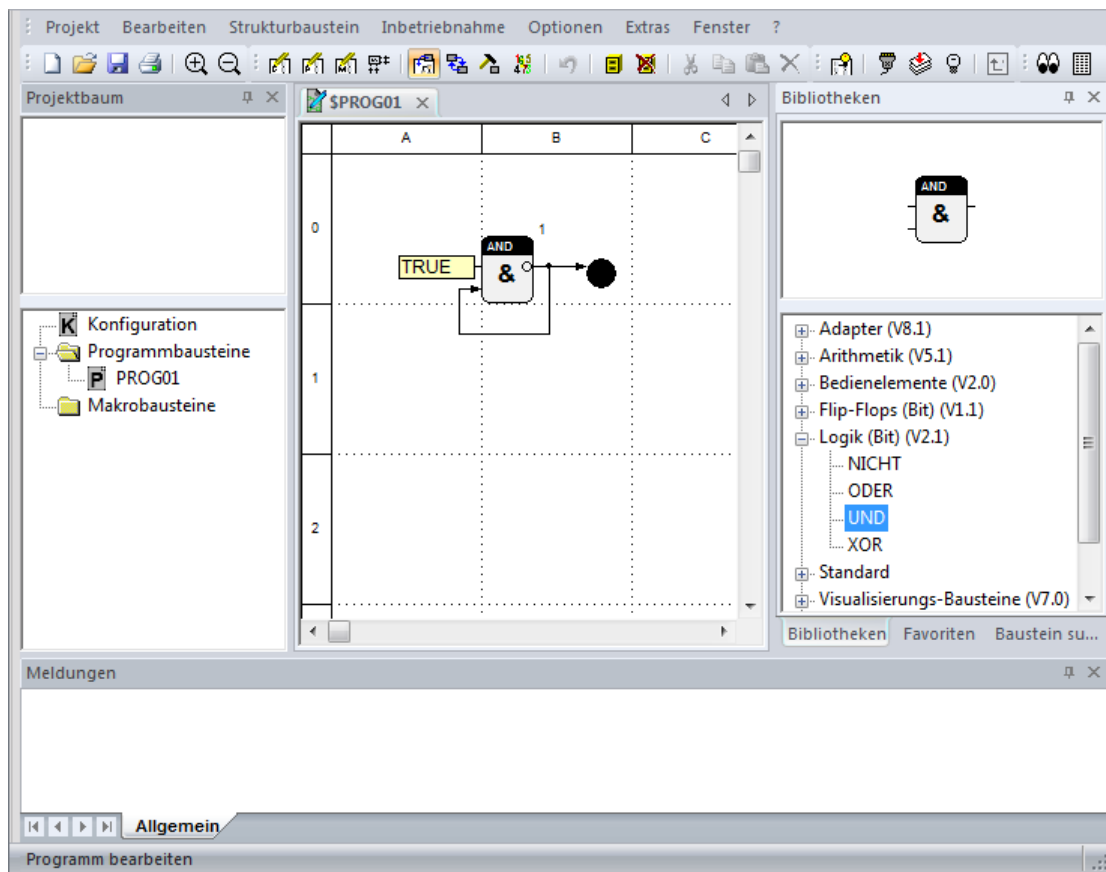 Projekt Bearbeiten Strukturbaustein Inbetriebnahme Optionen Extras Fenster ?
Projektbaum
$PROG01
Bibliotheken
A B C
0
1
2
TRUE
AND
&
1
AND
&
Konfiguration
Programmbausteine
PROG01
Makrobausteine
Adapter (V8.1)
Arithmetik (V5.1)
Bedienelemente (V2.0)
Flip-Flops (Bit) (V1.1)
Logik (Bit) (V2.1)
NICHT
ODER
UND
XOR
Standard
Visualisierungs-Bausteine (V7.0)
Bibliotheken Favoriten Baustein su...
Meldungen
Allgemein
Programm bearbeiten